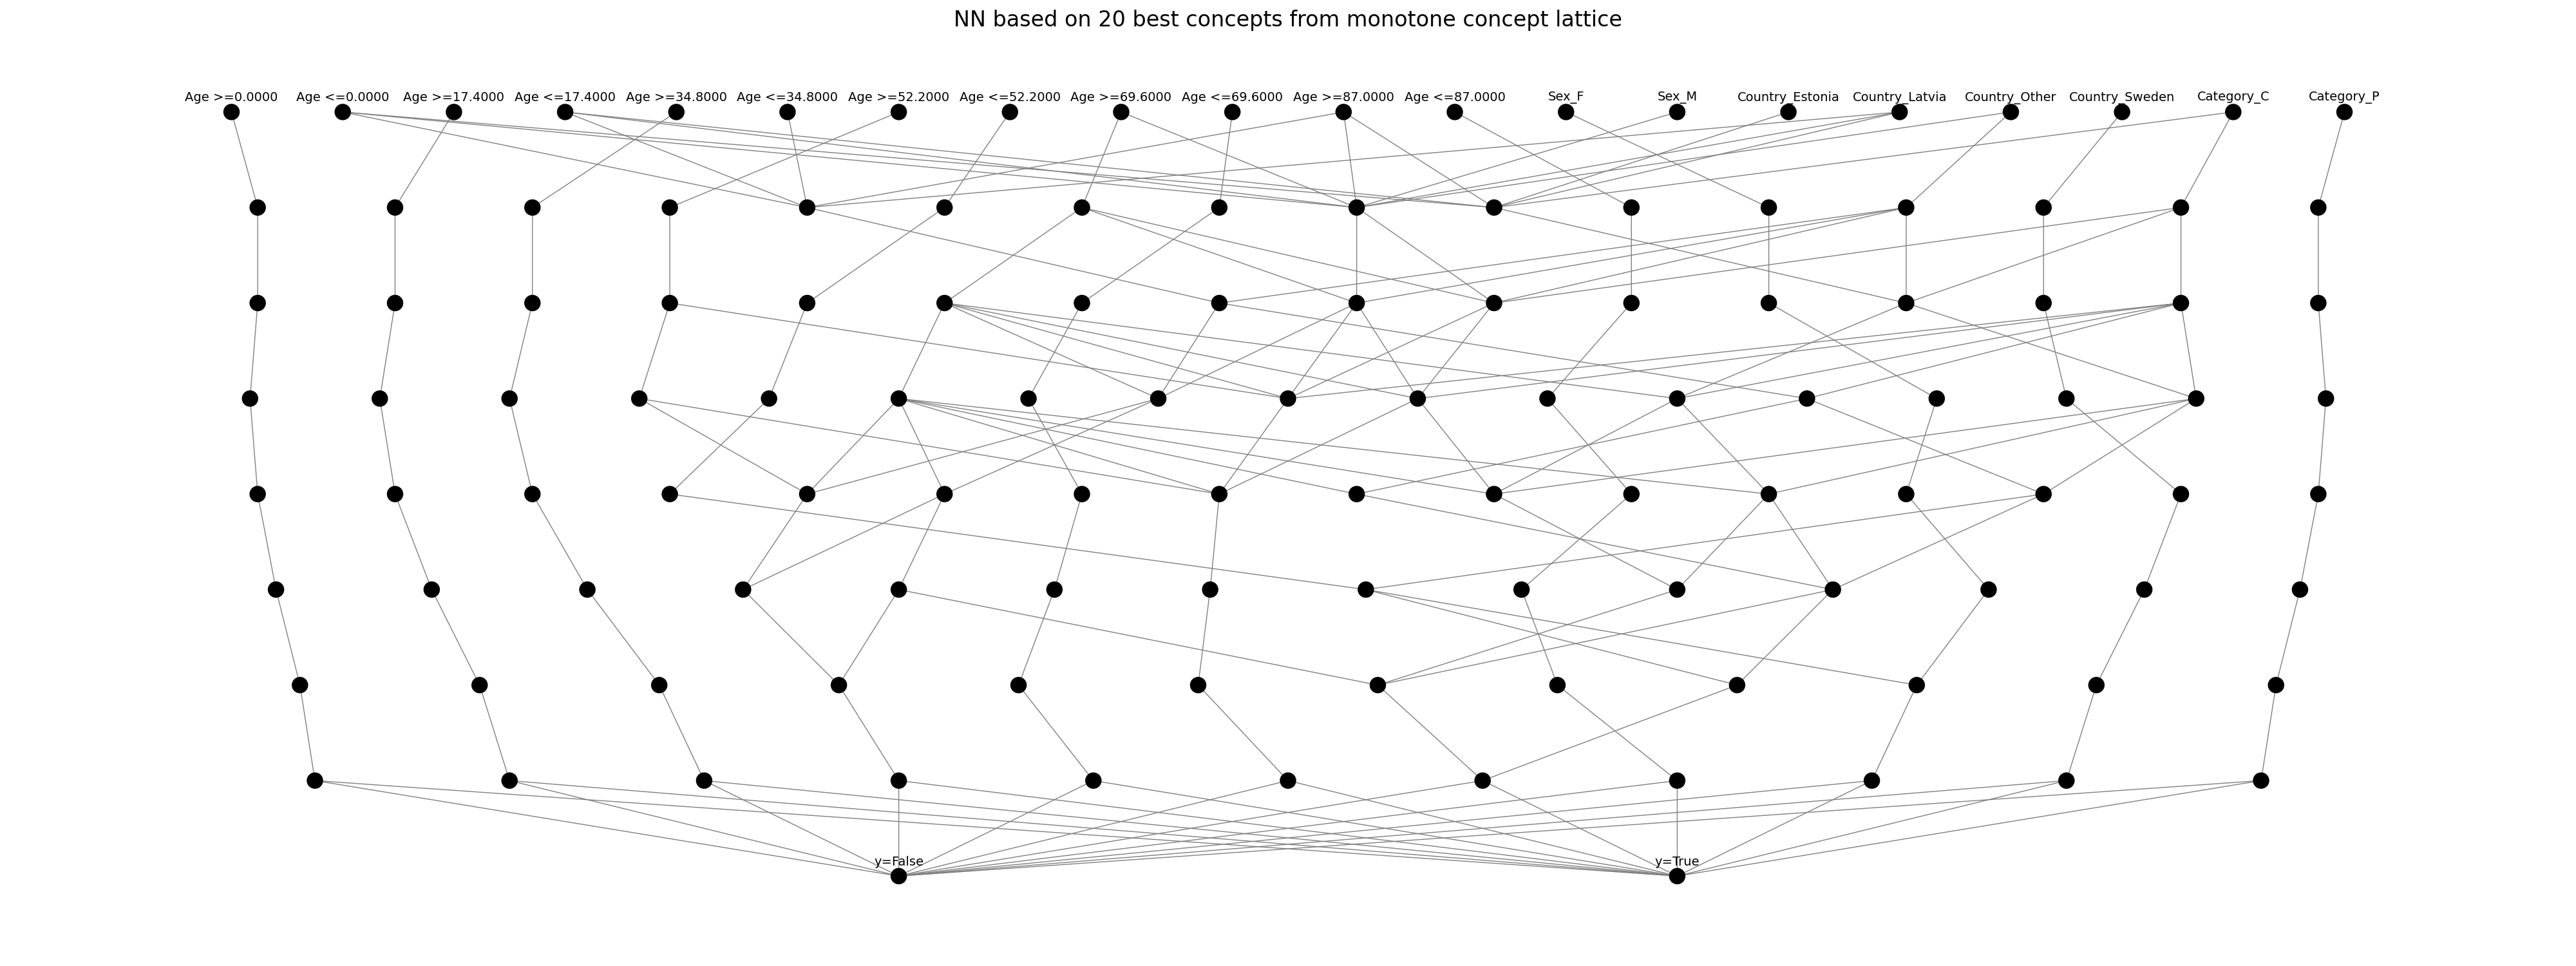 NN based on 20 best concepts from monotone concept lattice
Age >=0.0000 Age <=0.0000 Age >=17.4000 Age <=17.4000 Age >=34.8000 Age <=34.8000 Age >=52.2000 Age <=52.2000 Age >=69.6000 Age <=69.6000 Age >=87.0000 Age <=87.0000 Sex_F Sex_M Country_Estonia Country_Latvia Country_Other Country_Sweden Category_C Category_P
y=False y=True